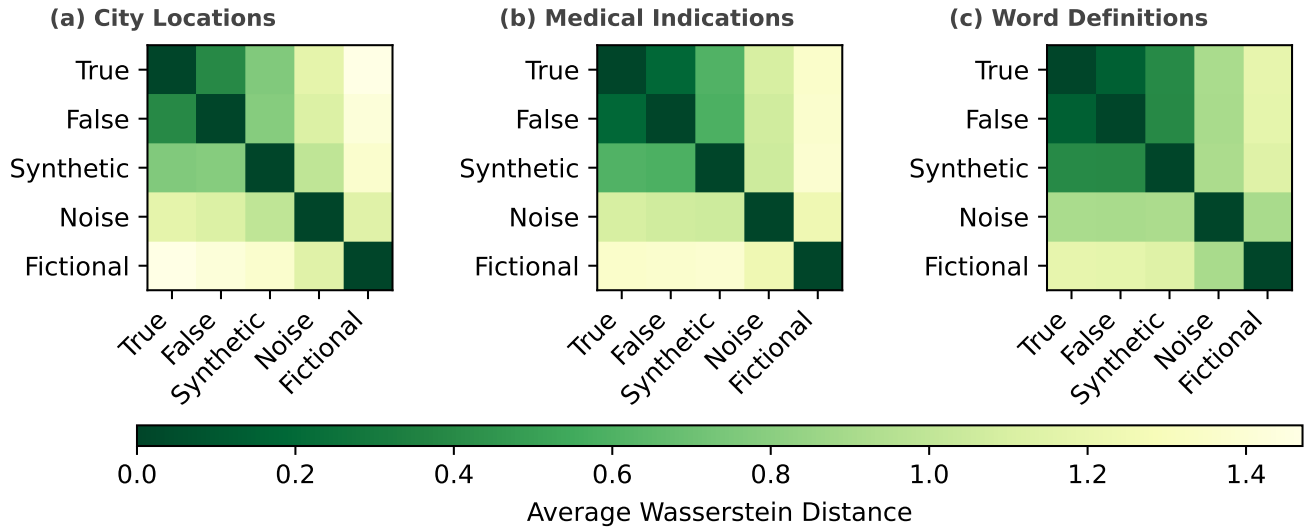 (a) City Locations
True
False
Synthetic
Noise
Fictional
True
False
Synthetic
Noise
Fictional
(b) Medical Indications
True
False
Synthetic
Noise
Fictional
True
False
Synthetic
Noise
Fictional
(c) Word Definitions
True
False
Synthetic
Noise
Fictional
True
False
Synthetic
Noise
Fictional
0.0 0.2 0.4 0.6 0.8 1.0 1.2 1.4
Average Wasserstein Distance